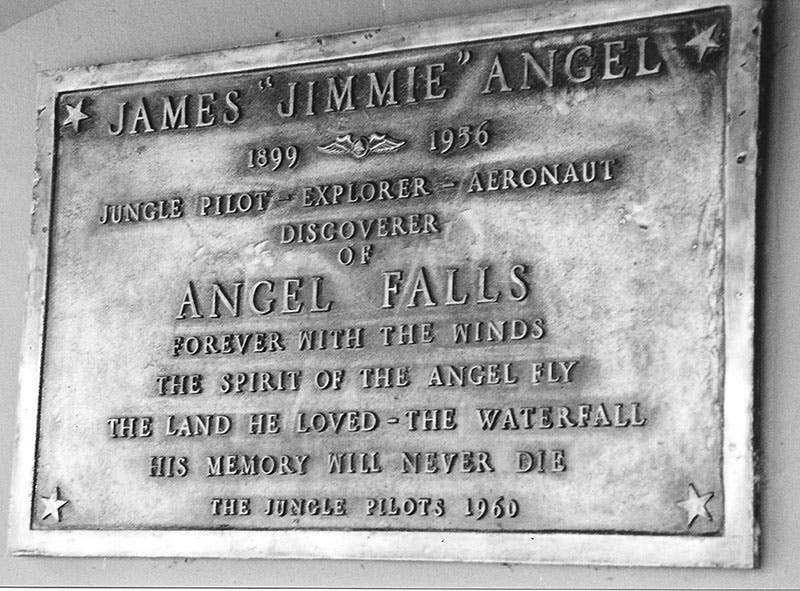 JAMES "JIMMIE" ANGEL
1899 1956
JUNGLE PILOT - EXPLORER - AERONAUT
DISCOVERER
OF
ANGEL FALLS
FOREVER WITH THE WINDS
THE SPIRIT OF THE ANGEL FLY
THE LAND HE LOVED - THE WATERFALL
HIS MEMORY WILL NEVER DIE
THE JUNGLE PILOTS 1960